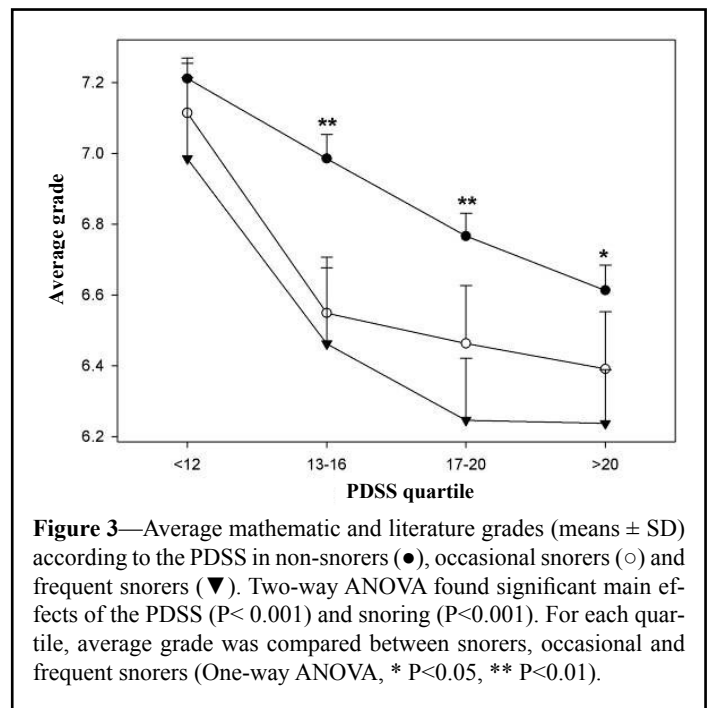 7.2
**
7.0
**
6.8
*
6.6
6.4
6.2
Average grade
<12
13-16
17-20
>20
PDSS quartile
Figure 3—Average mathematic and literature grades (means ± SD)
according to the PDSS in non-snorers (●), occasional snorers (○) and
frequent snorers (▼). Two-way ANOVA found significant main ef-
fects of the PDSS (P< 0.001) and snoring (P<0.001). For each quar-
tile, average grade was compared between snorers, occasional and
frequent snorers (One-way ANOVA, * P<0.05, ** P<0.01).